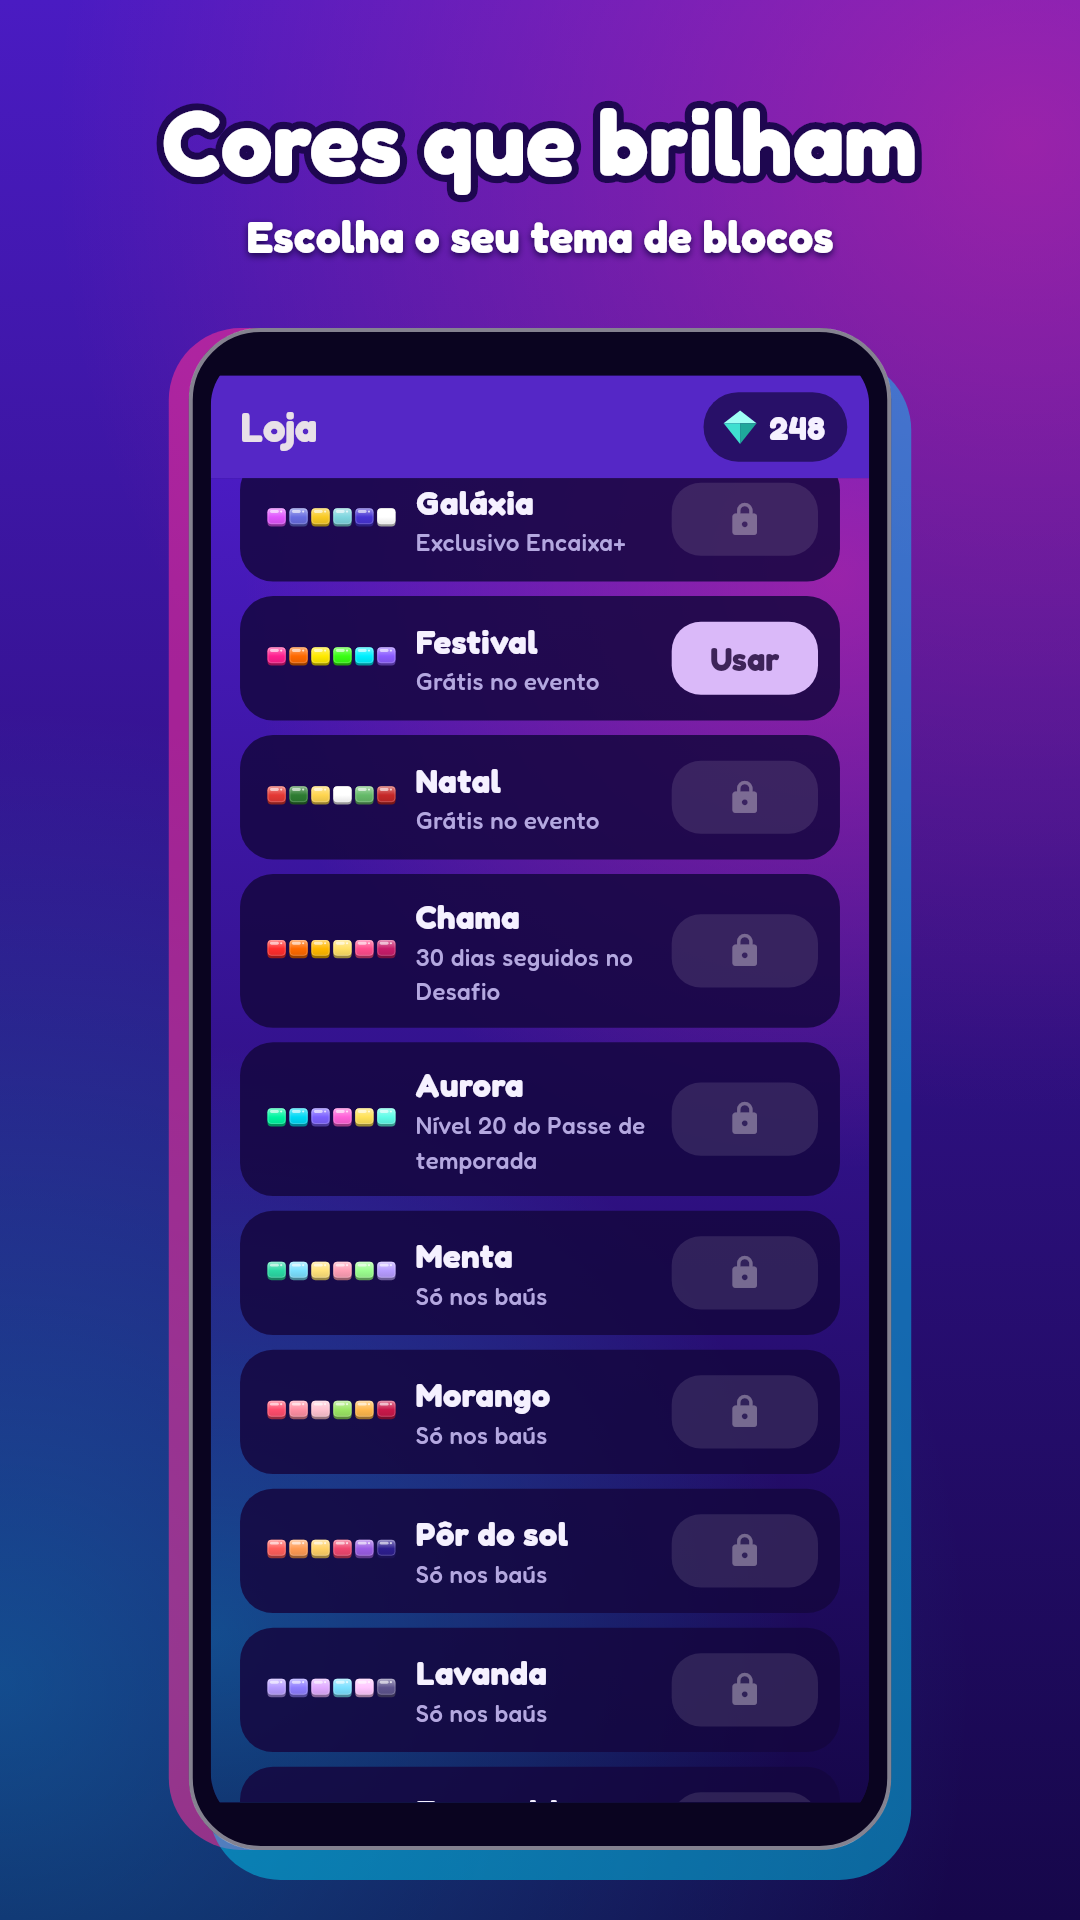 Cores que brilham
Escolha o seu tema de blocos
Loja
248
Galáxia
Exclusivo Encaixa+
Festival
Grátis no evento
Usar
Natal
Grátis no evento
Chama
30 dias seguidos no
Desafio
Aurora
Nível 20 do Passe de
temporada
Menta
Só nos baús
Morango
Só nos baús
Pôr do sol
Só nos baús
Lavanda
Só nos baús